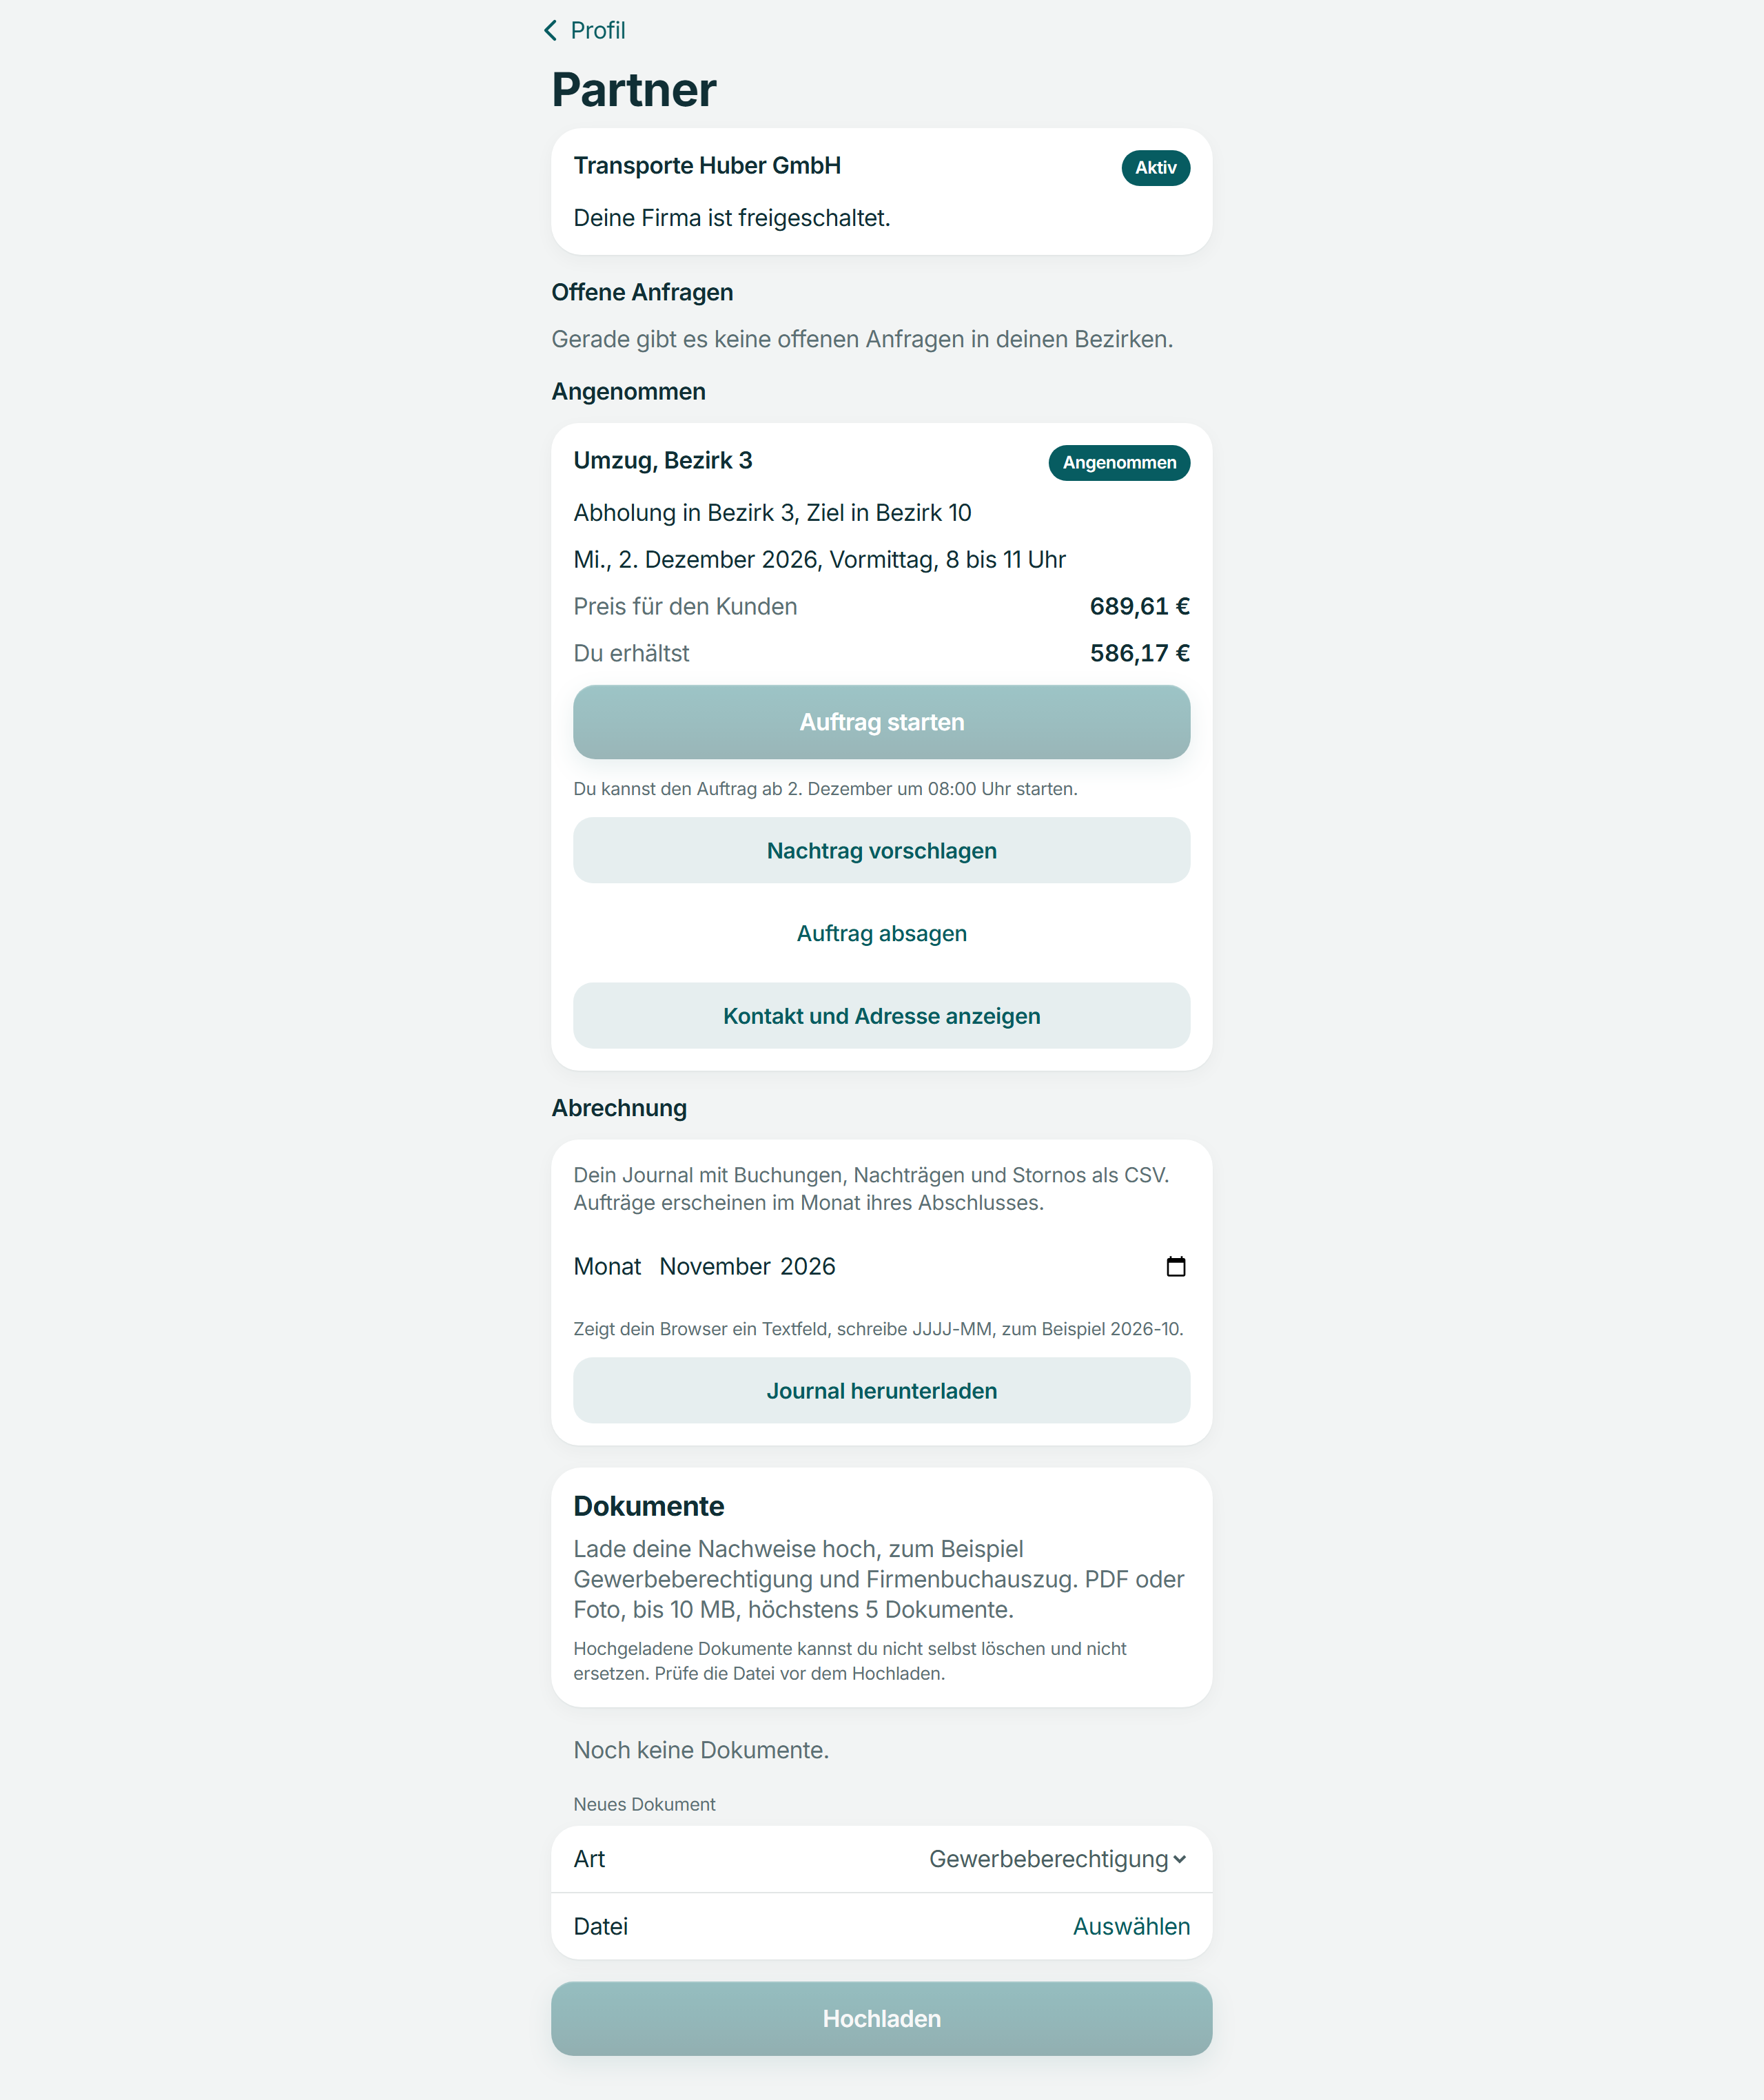 Profil
Partner
Transporte Huber GmbH
Aktiv
Deine Firma ist freigeschaltet.
Offene Anfragen
Gerade gibt es keine offenen Anfragen in deinen Bezirken.
Angenommen
Umzug, Bezirk 3
Angenommen
Abholung in Bezirk 3, Ziel in Bezirk 10
Mi., 2. Dezember 2026, Vormittag, 8 bis 11 Uhr
Preis für den Kunden 689,61 €
Du erhältst 586,17 €
Auftrag starten
Du kannst den Auftrag ab 2. Dezember um 08:00 Uhr starten.
Nachtrag vorschlagen
Auftrag absagen
Kontakt und Adresse anzeigen
Abrechnung
Dein Journal mit Buchungen, Nachträgen und Stornos als CSV.
Aufträge erscheinen im Monat ihres Abschlusses.
Monat November 2026
Zeigt dein Browser ein Textfeld, schreibe JJJJ-MM, zum Beispiel 2026-10.
Journal herunterladen
Dokumente
Lade deine Nachweise hoch, zum Beispiel
Gewerbeberechtigung und Firmenbuchauszug. PDF oder
Foto, bis 10 MB, höchstens 5 Dokumente.
Hochgeladene Dokumente kannst du nicht selbst löschen und nicht
ersetzen. Prüfe die Datei vor dem Hochladen.
Noch keine Dokumente.
Neues Dokument
Art Gewerbeberechtigung
Datei Auswählen
Hochladen